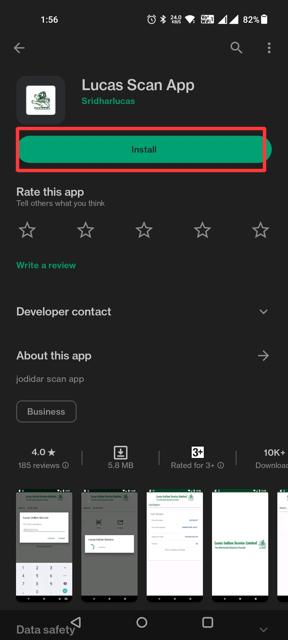 1:56
24.0
KB/S
82%
Lucas Scan App
Sridharlucas
Install
Rate this app
Tell others what you think
Write a review
Developer contact
About this app
jodidar scan app
Business
4.0 ★
185 reviews
5.8 MB
3+
Rated for 3+
10K+
Downloa
Lucas Indian Service Limited
Data safety